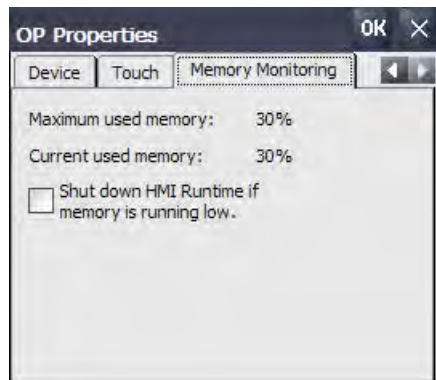 OP Properties OK ×
Device Touch Memory Monitoring
Maximum used memory: 30%
Current used memory: 30%
Shut down HMI Runtime if
memory is running low.